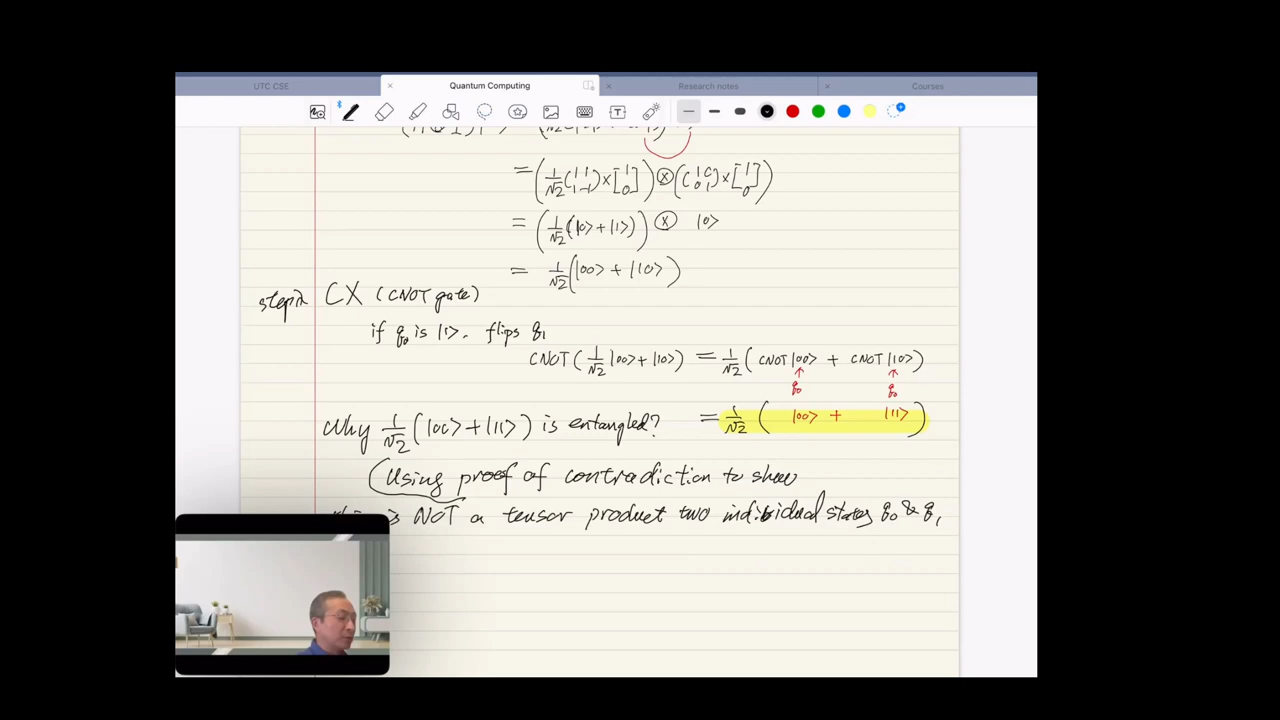 UTC CSE Quantum Computing Research notes Courses
= (1/√2 (1 1 1 -1) × [1 0]) ⊗ ((1 0 0 1) × [1 0])
= (1/√2 (|0> + |1>)) ⊗ |0>
= 1/√2 (|00> + |10>)
step2 CX (CNOT gate)
if q₀ is |1>. flips q₁
CNOT(1/√2 |00> + |10>) = 1/√2 (CNOT|00> + CNOT|10>)
↑ ↑
q₀ q₀
= 1/√2 ( |00> + |11> )
Why 1/√2 (|00> + |11>) is entangled?
(Using proof of contradiction to show
is NOT a tensor product two individual states q₀ & q₁